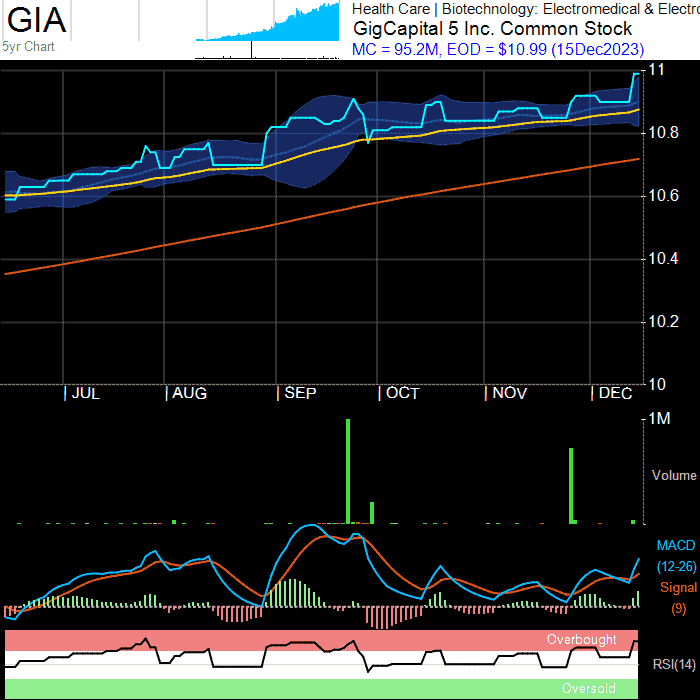 GIA
5yr Chart
Health Care | Biotechnology: Electromedical & Electro
GigCapital 5 Inc. Common Stock
MC = 95.2M, EOD = $10.99 (15Dec2023)
11
10.8
10.6
10.4
10.2
10
| JUL | AUG | SEP | OCT | NOV | DEC
1M
Volume
MACD
(12-26)
Signal
(9)
Overbought
RSI(14)
Oversold